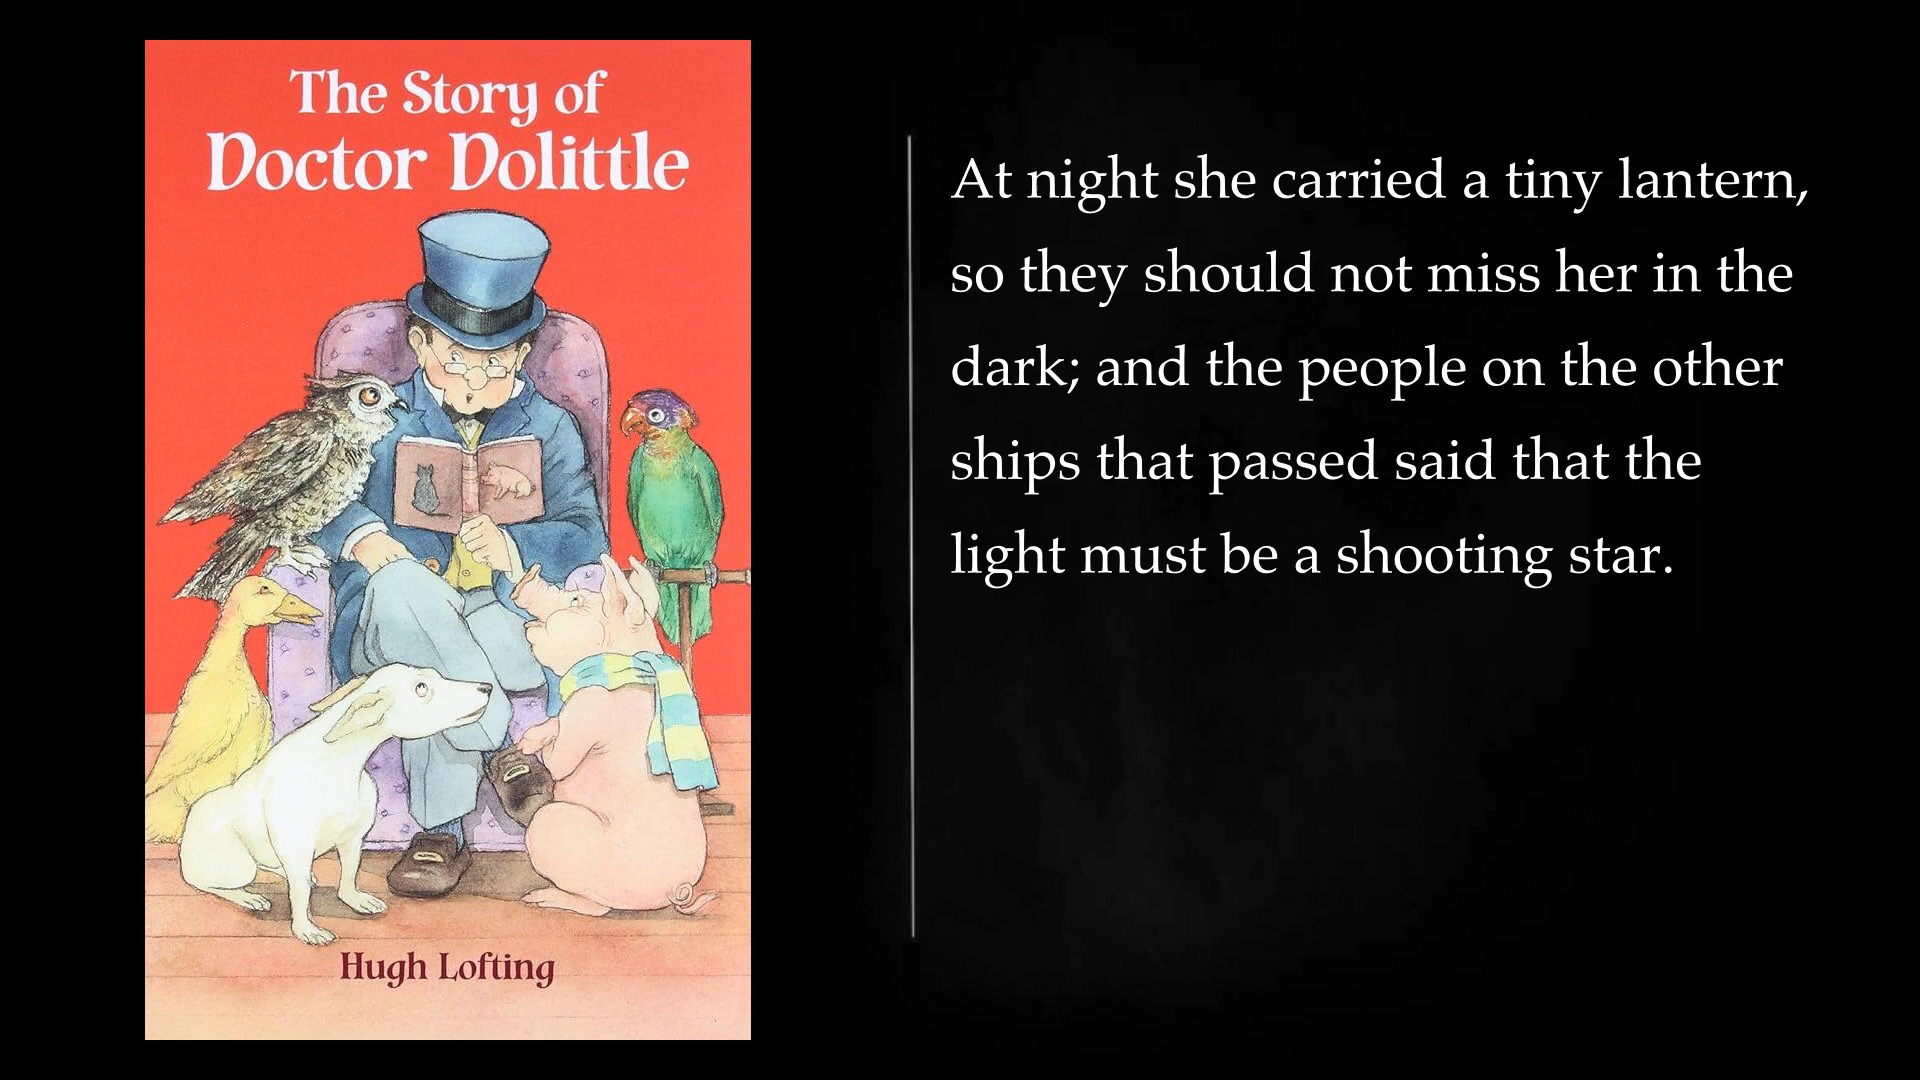 The Story of
Doctor Dolittle
Hugh Lofting
At night she carried a tiny lantern,
so they should not miss her in the
dark; and the people on the other
ships that passed said that the
light must be a shooting star.